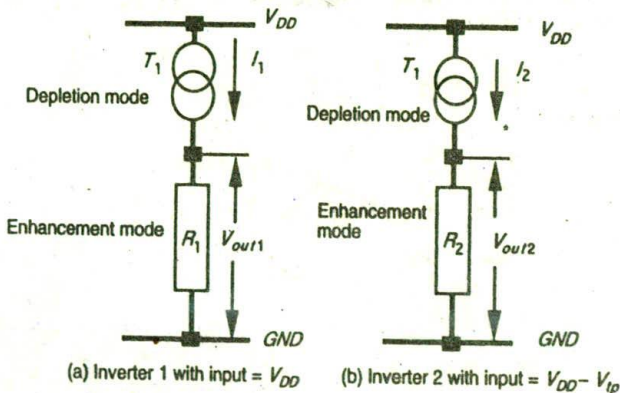 V_DD
T_1
I_1
Depletion mode
Enhancement mode
R_1
V_out1
GND
(a) Inverter 1 with input = V_DD
V_DD
T_1
I_2
Depletion mode
Enhancement
mode
R_2
V_out2
GND
(b) Inverter 2 with input = V_DD – V_tp